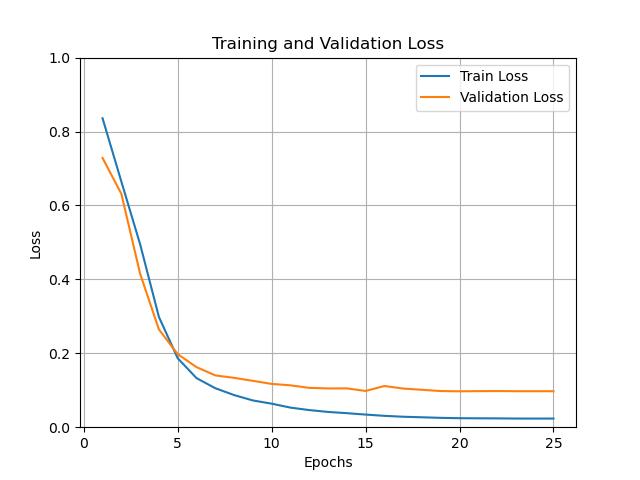 Training and Validation Loss
1.0
Train Loss
Validation Loss
0.8
0.6
Loss
0.4
0.2
0.0
0 5 10 15 20 25
Epochs